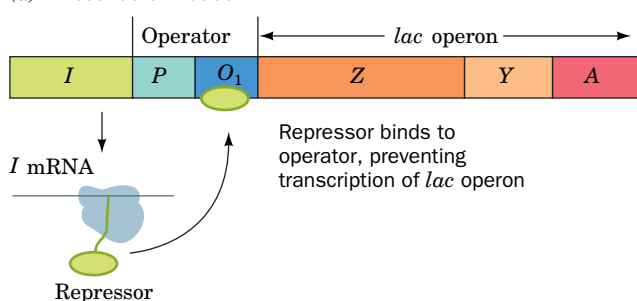 Operator
lac operon
I P O1 Z Y A
Repressor binds to
operator, preventing
transcription of lac operon
I mRNA
Repressor